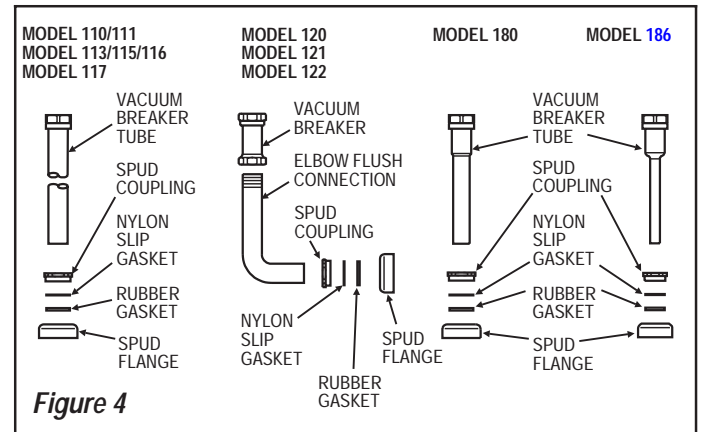 MODEL 110/111
MODEL 113/115/116
MODEL 117
VACUUM
BREAKER
TUBE
SPUD
COUPLING
NYLON
SLIP
GASKET
RUBBER
GASKET
SPUD
FLANGE
MODEL 120
MODEL 121
MODEL 122
VACUUM
BREAKER
ELBOW FLUSH
CONNECTION
SPUD
COUPLING
NYLON
SLIP
GASKET
RUBBER
GASKET
SPUD
FLANGE
MODEL 180
MODEL 186
VACUUM
BREAKER
TUBE
SPUD
COUPLING
NYLON
SLIP
GASKET
RUBBER
GASKET
SPUD
FLANGE
Figure 4